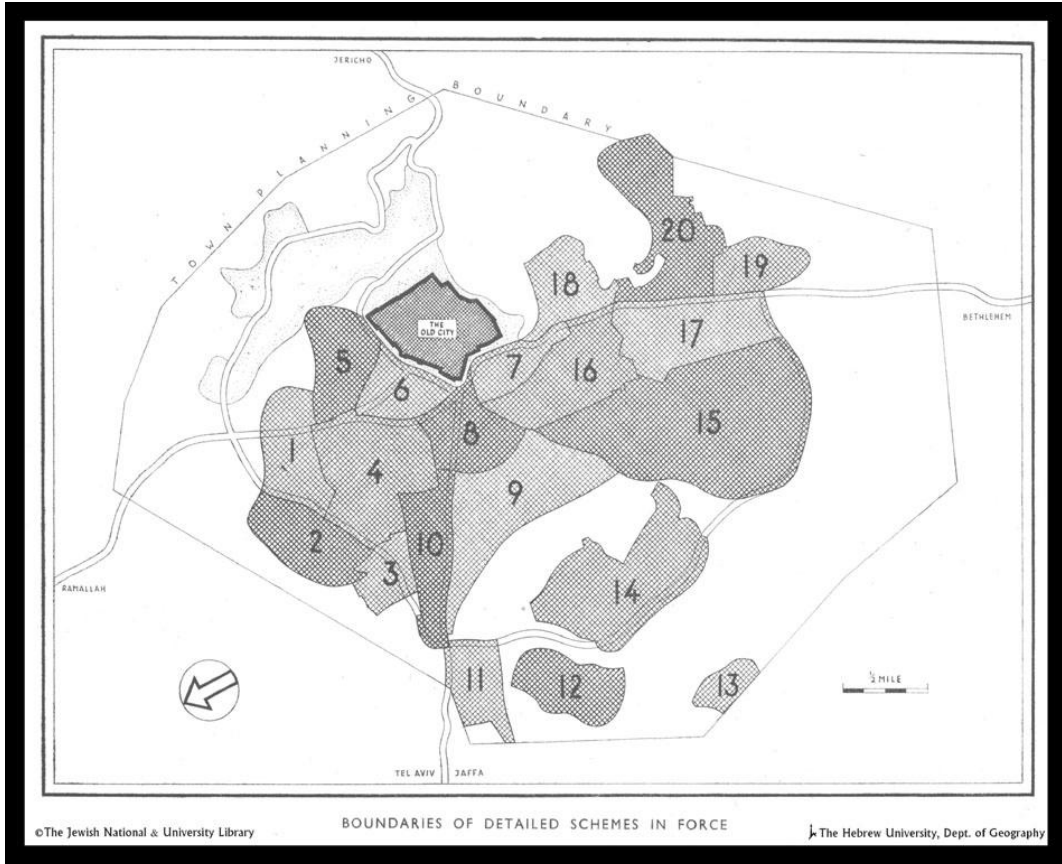 JERICHO
TOWN PLANNING BOUNDARY
20
19
18
BETHLEHEM
THE
OLD CITY
17
5
7
16
6
15
8
1
4
9
2
10
3
14
RAMALLAH
11
12
13
½ MILE
TEL AVIV JAFFA
BOUNDARIES OF DETAILED SCHEMES IN FORCE
©The Jewish National & University Library
The Hebrew University, Dept. of Geography